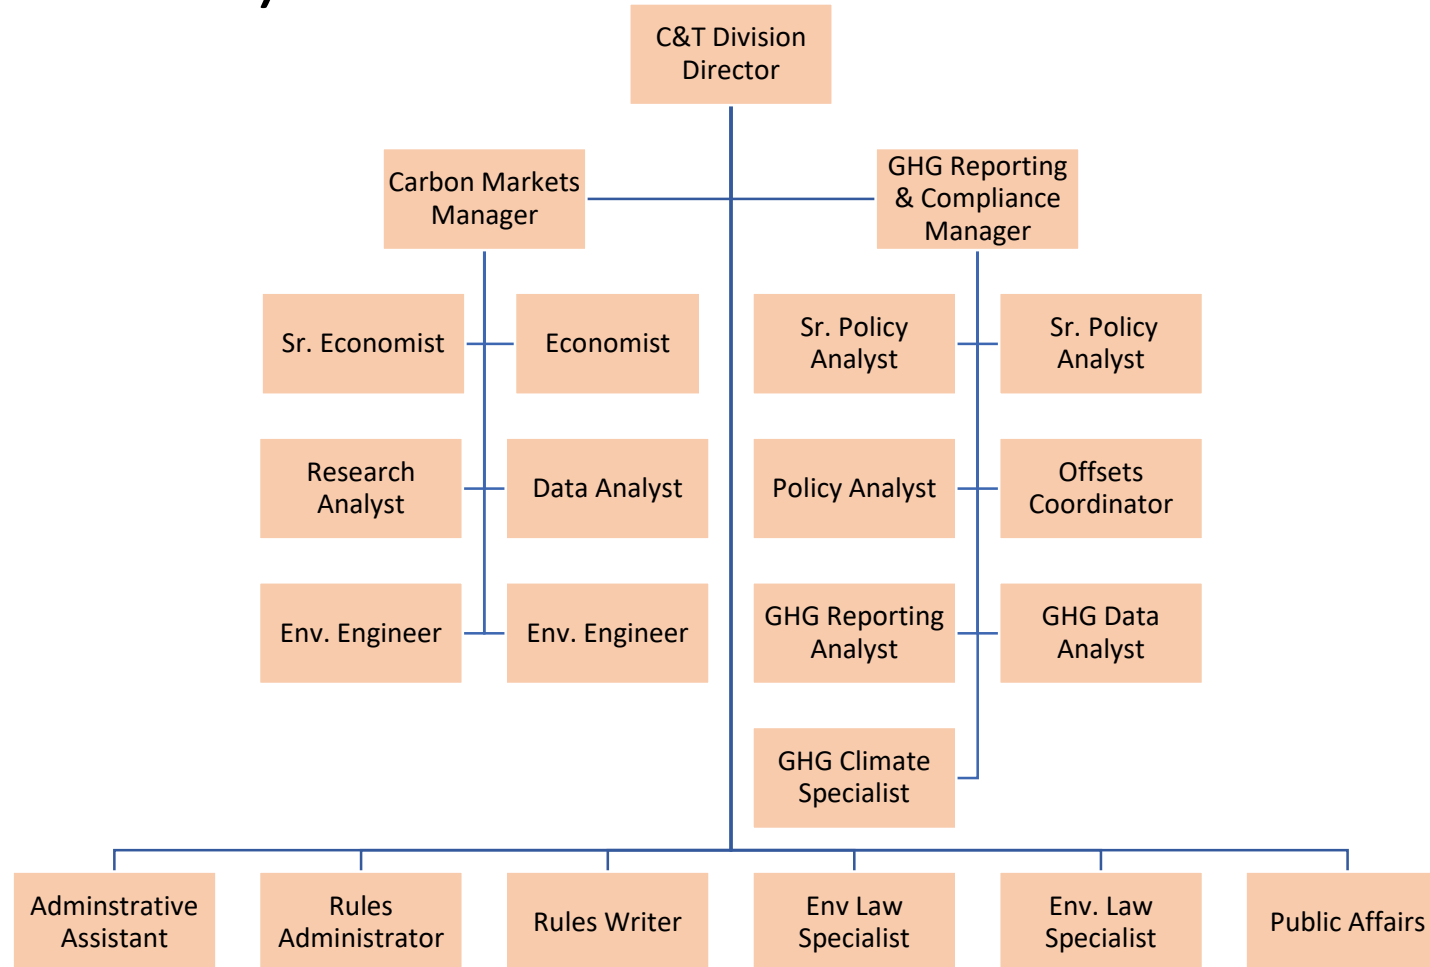 C&T Division
Director
Carbon Markets
Manager
GHG Reporting
& Compliance
Manager
Sr. Economist
Economist
Sr. Policy
Analyst
Sr. Policy
Analyst
Research
Analyst
Data Analyst
Policy Analyst
Offsets
Coordinator
Env. Engineer
Env. Engineer
GHG Reporting
Analyst
GHG Data
Analyst
GHG Climate
Specialist
Adminstrative
Assistant
Rules
Administrator
Rules Writer
Env Law
Specialist
Env. Law
Specialist
Public Affairs